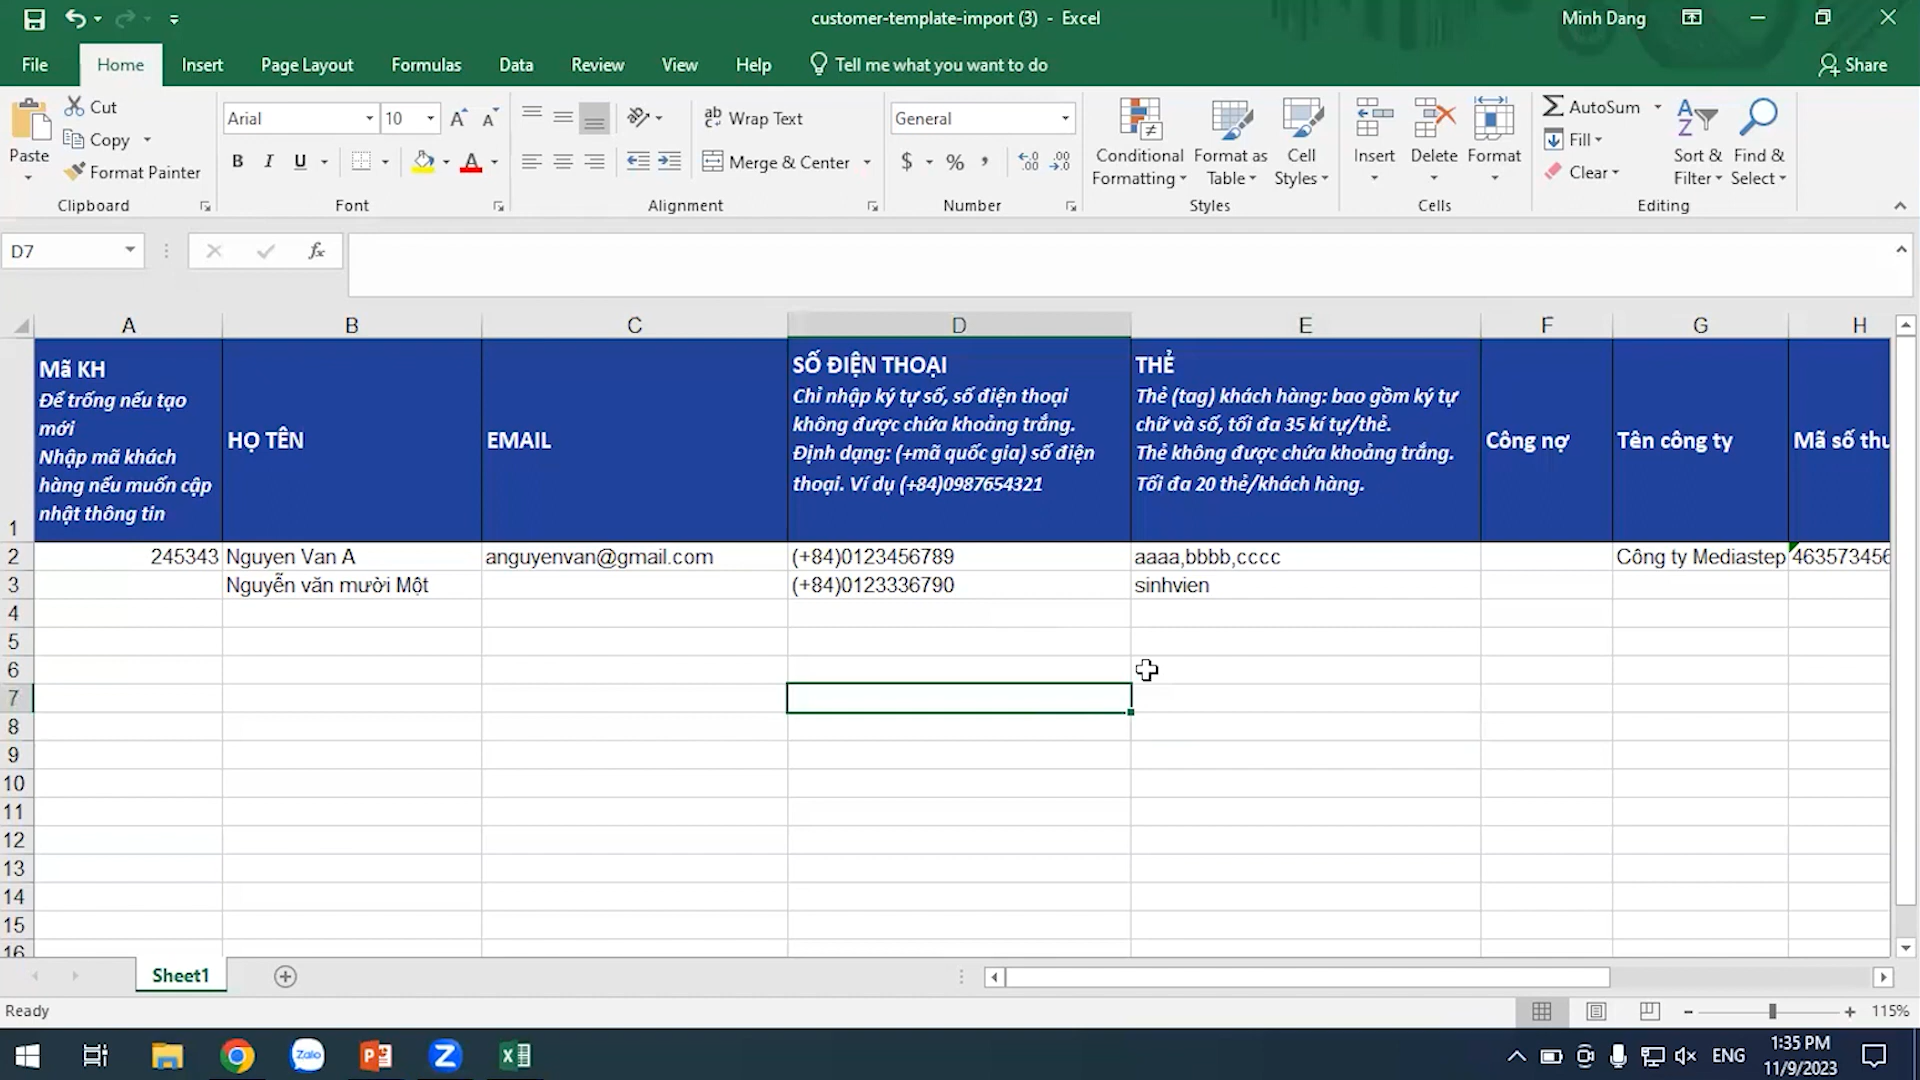 customer-template-import (3) - Excel
Minh Dang
File
Home
Insert
Page Layout
Formulas
Data
Review
View
Help
Tell me what you want to do
Share
Paste
Cut
Copy
Format Painter
Clipboard
Arial
10
B I U
Font
Wrap Text
Merge & Center
Alignment
General
$ % ,
Number
Conditional
Formatting
Format as
Table
Cell
Styles
Styles
Insert
Delete
Format
Cells
AutoSum
Fill
Clear
Sort &
Filter
Find &
Select
Editing
D7
fx
A B C D E F G H
1
Mã KH
Để trống nếu tạo
mới
Nhập mã khách
hàng nếu muốn cập
nhật thông tin
HỌ TÊN
EMAIL
SỐ ĐIỆN THOẠI
Chỉ nhập ký tự số, số điện thoại
không được chứa khoảng trắng.
Định dạng: (+mã quốc gia) số điện
thoại. Ví dụ (+84)0987654321
THẺ
Thẻ (tag) khách hàng: bao gồm ký tự
chữ và số, tối đa 35 kí tự/thẻ.
Thẻ không được chứa khoảng trắng.
Tối đa 20 thẻ/khách hàng.
Công nợ
Tên công ty
Mã số thu
2 245343 Nguyen Van A anguyenvan@gmail.com (+84)0123456789 aaaa,bbbb,cccc Công ty Mediastep 463573456
3 Nguyễn văn mười Một (+84)0123336790 sinhvien
4
5
6
7
8
9
10
11
12
13
14
15
16
Sheet1
Ready
115%
Zalo
ENG
1:35 PM
11/9/2023